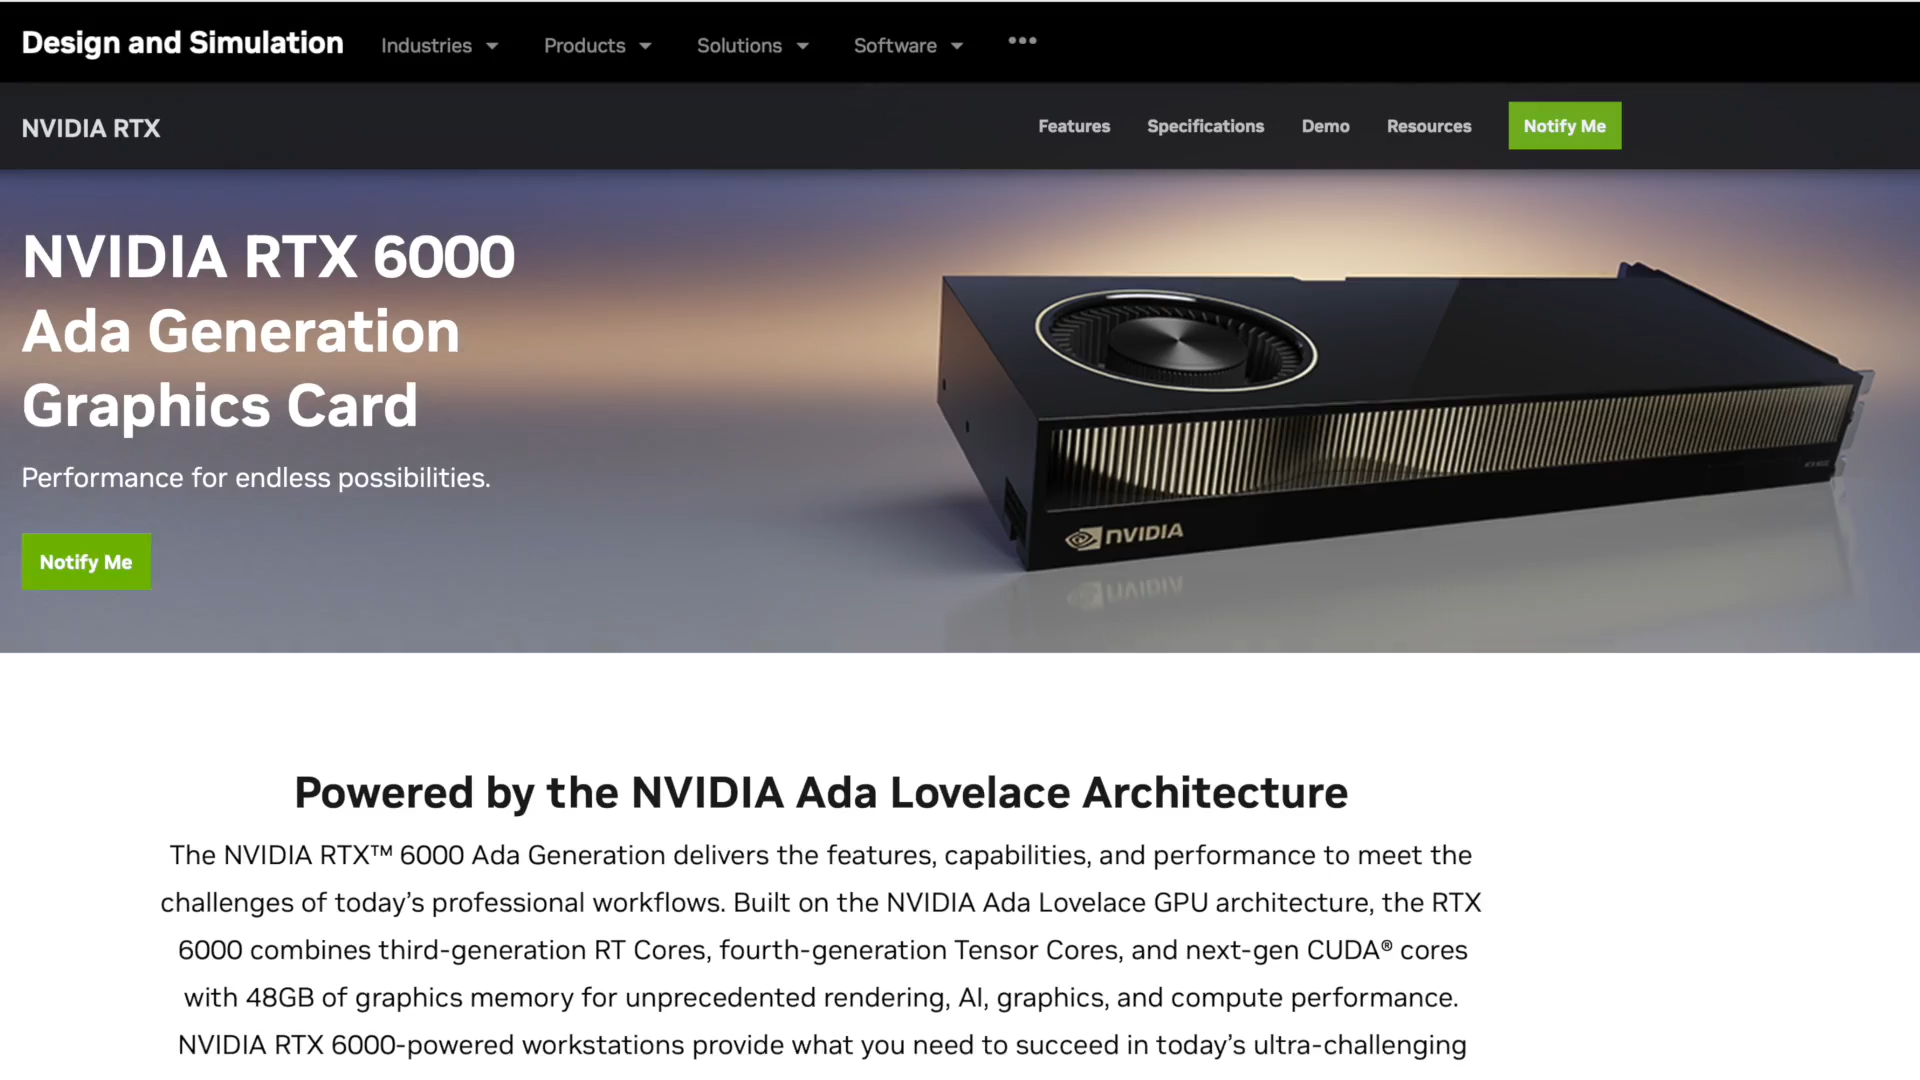 Design and Simulation
Industries
Products
Solutions
Software
NVIDIA RTX
Features
Specifications
Demo
Resources
Notify Me
NVIDIA RTX 6000
Ada Generation
Graphics Card
Performance for endless possibilities.
Notify Me
NVIDIA
Powered by the NVIDIA Ada Lovelace Architecture
The NVIDIA RTX™ 6000 Ada Generation delivers the features, capabilities, and performance to meet the
challenges of today’s professional workflows. Built on the NVIDIA Ada Lovelace GPU architecture, the RTX
6000 combines third-generation RT Cores, fourth-generation Tensor Cores, and next-gen CUDA® cores
with 48GB of graphics memory for unprecedented rendering, AI, graphics, and compute performance.
NVIDIA RTX 6000-powered workstations provide what you need to succeed in today’s ultra-challenging